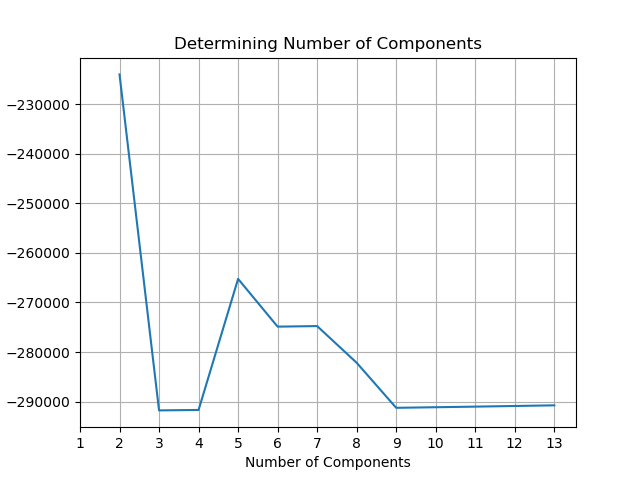 Determining Number of Components
−230000
−240000
−250000
−260000
−270000
−280000
−290000
1 2 3 4 5 6 7 8 9 10 11 12 13
Number of Components